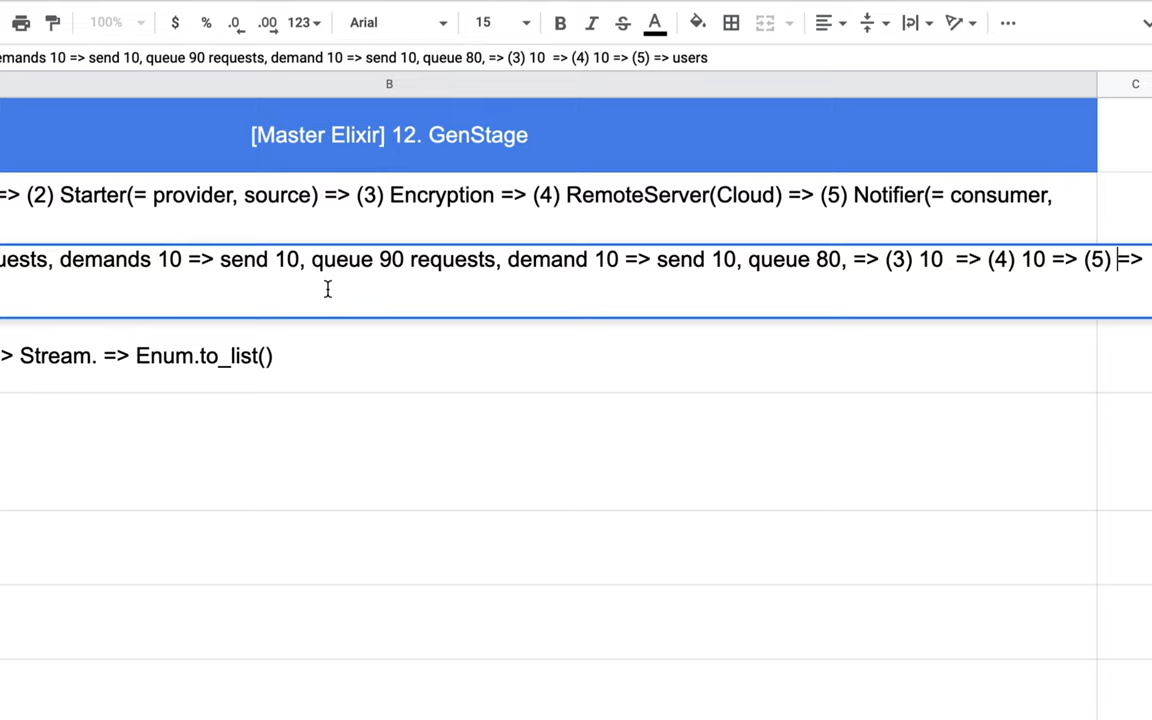 $ % .0 .00 123 Arial 15 B I S A
100%
emands 10 => send 10, queue 90 requests, demand 10 => send 10, queue 80, => (3) 10  => (4) 10 => (5) => users
B C
[Master Elixir] 12. GenStage
=> (2) Starter(= provider, source) => (3) Encryption => (4) RemoteServer(Cloud) => (5) Notifier(= consumer,
uests, demands 10 => send 10, queue 90 requests, demand 10 => send 10, queue 80, => (3) 10  => (4) 10 => (5) =>
> Stream. => Enum.to_list()